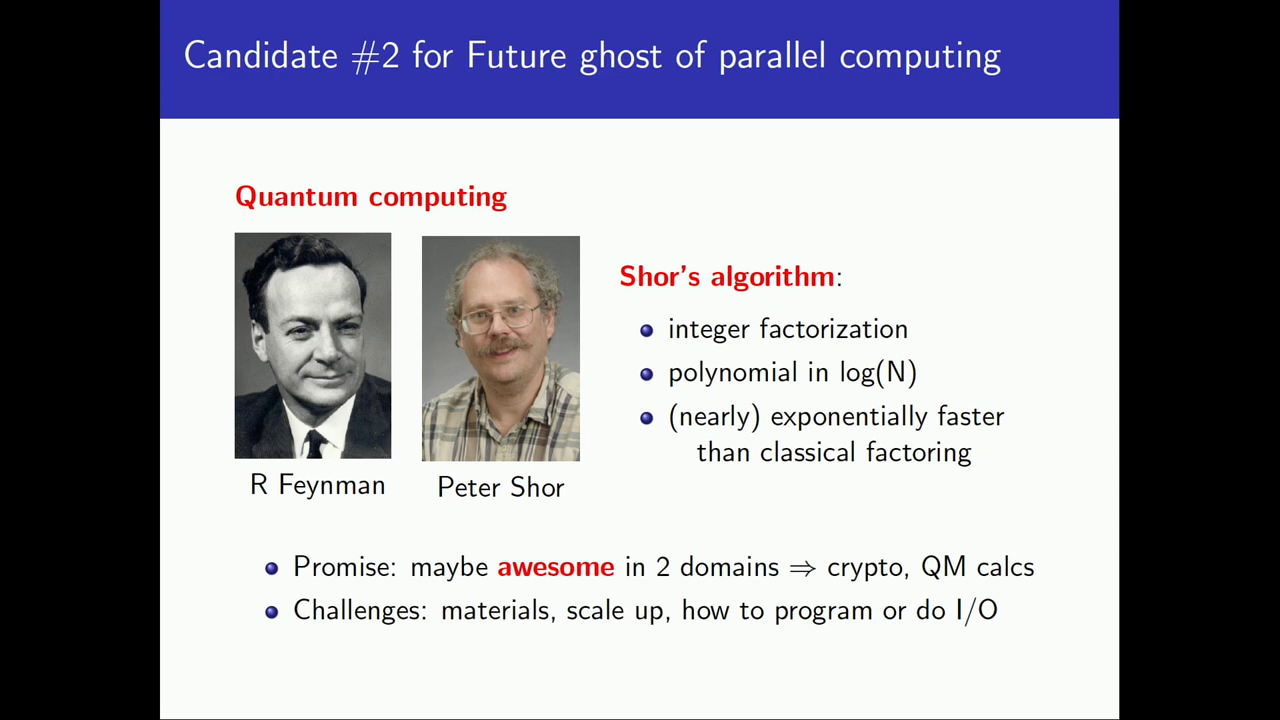 Candidate #2 for Future ghost of parallel computing
Quantum computing
R Feynman
Peter Shor
Shor's algorithm:
integer factorization
polynomial in log(N)
(nearly) exponentially faster
than classical factoring
Promise: maybe awesome in 2 domains ⇒ crypto, QM calcs
Challenges: materials, scale up, how to program or do I/O